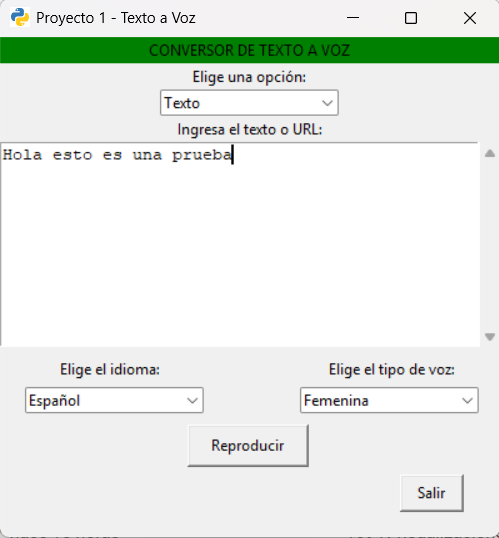 Proyecto 1 - Texto a Voz
CONVERSOR DE TEXTO A VOZ
Elige una opción:
Texto
Ingresa el texto o URL:
Hola esto es una prueba
Elige el idioma: Elige el tipo de voz:
Español Femenina
Reproducir
Salir